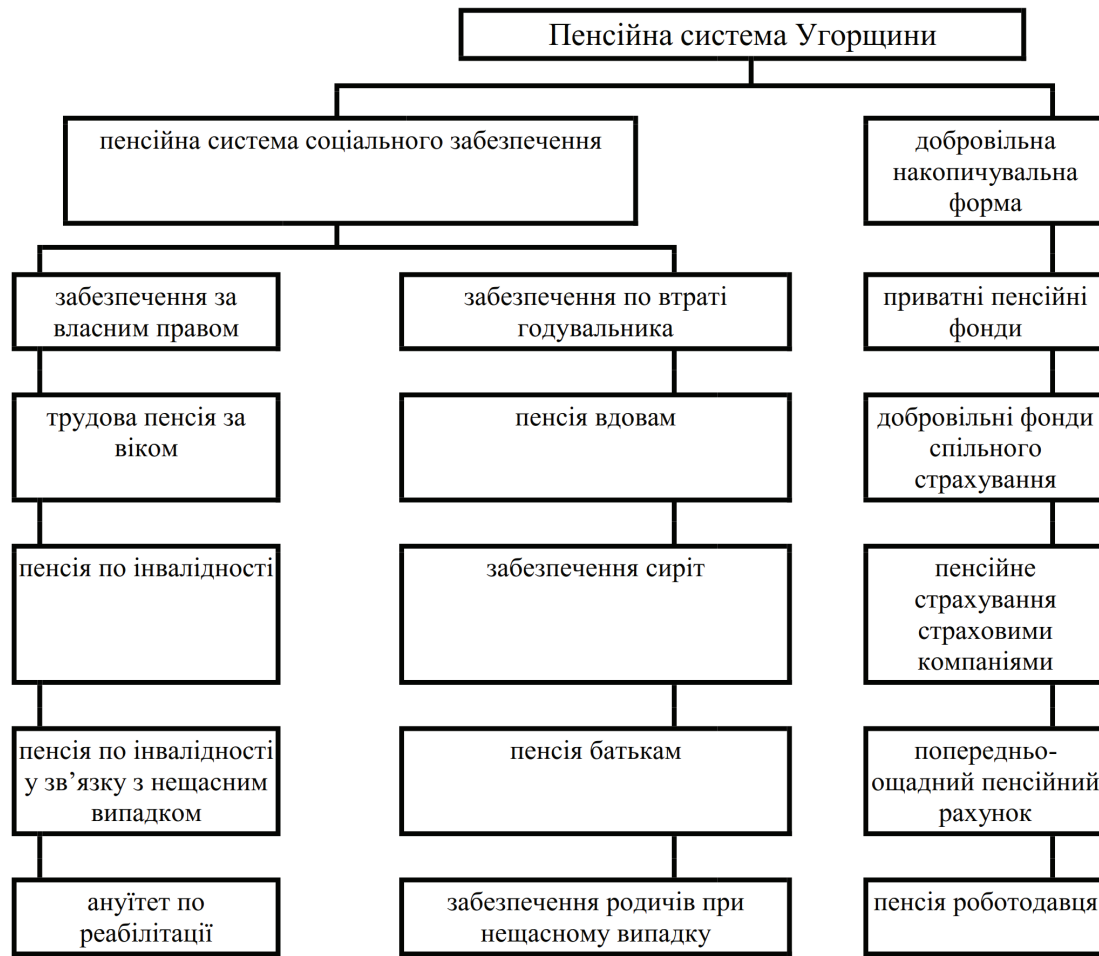 Пенсійна система Угорщини
пенсійна система соціального забезпечення
добровільна
накопичувальна
форма
забезпечення за
власним правом
забезпечення по втраті
годувальника
приватні пенсійні
фонди
трудова пенсія за
віком
пенсія вдовам
добровільні фонди
спільного
страхування
пенсія по інвалідності
забезпечення сиріт
пенсійне
страхування
страховими
компаніями
пенсія по інвалідності
у зв’язку з нещасним
випадком
пенсія батькам
попередньо-
ощадний пенсійний
рахунок
ануїтет по
реабілітації
забезпечення родичів при
нещасному випадку
пенсія роботодавця